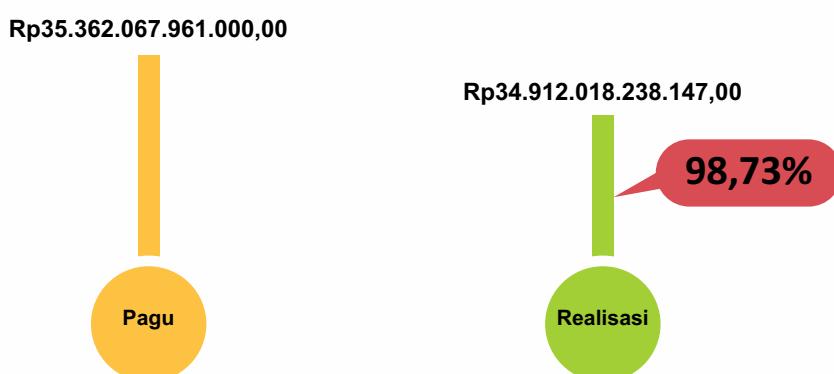 Rp35.362.067.961.000,00
Rp34.912.018.238.147,00
98,73%
Pagu
Realisasi